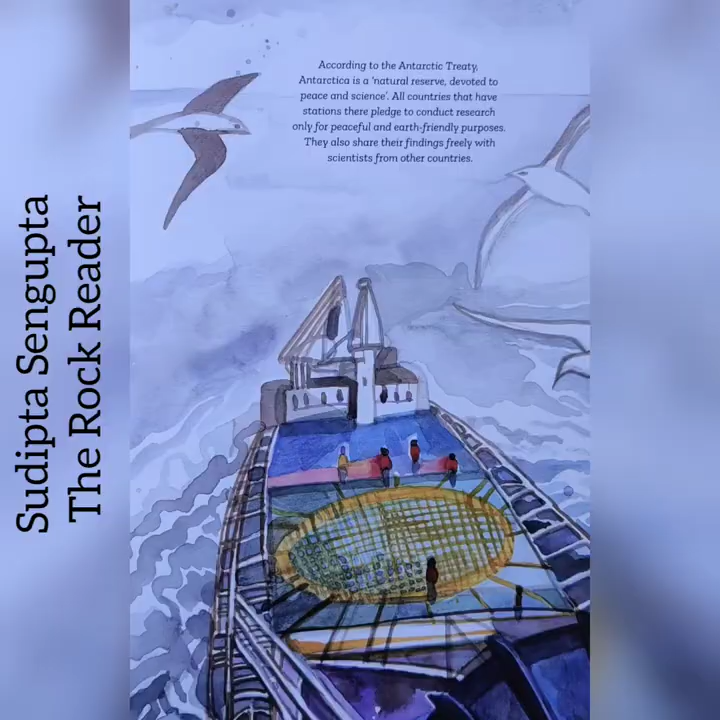 Sudipta Sengupta
The Rock Reader
According to the Antarctic Treaty,
Antarctica is a ‘natural reserve, devoted to
peace and science’. All countries that have
stations there pledge to conduct research
only for peaceful and earth-friendly purposes.
They also share their findings freely with
scientists from other countries.